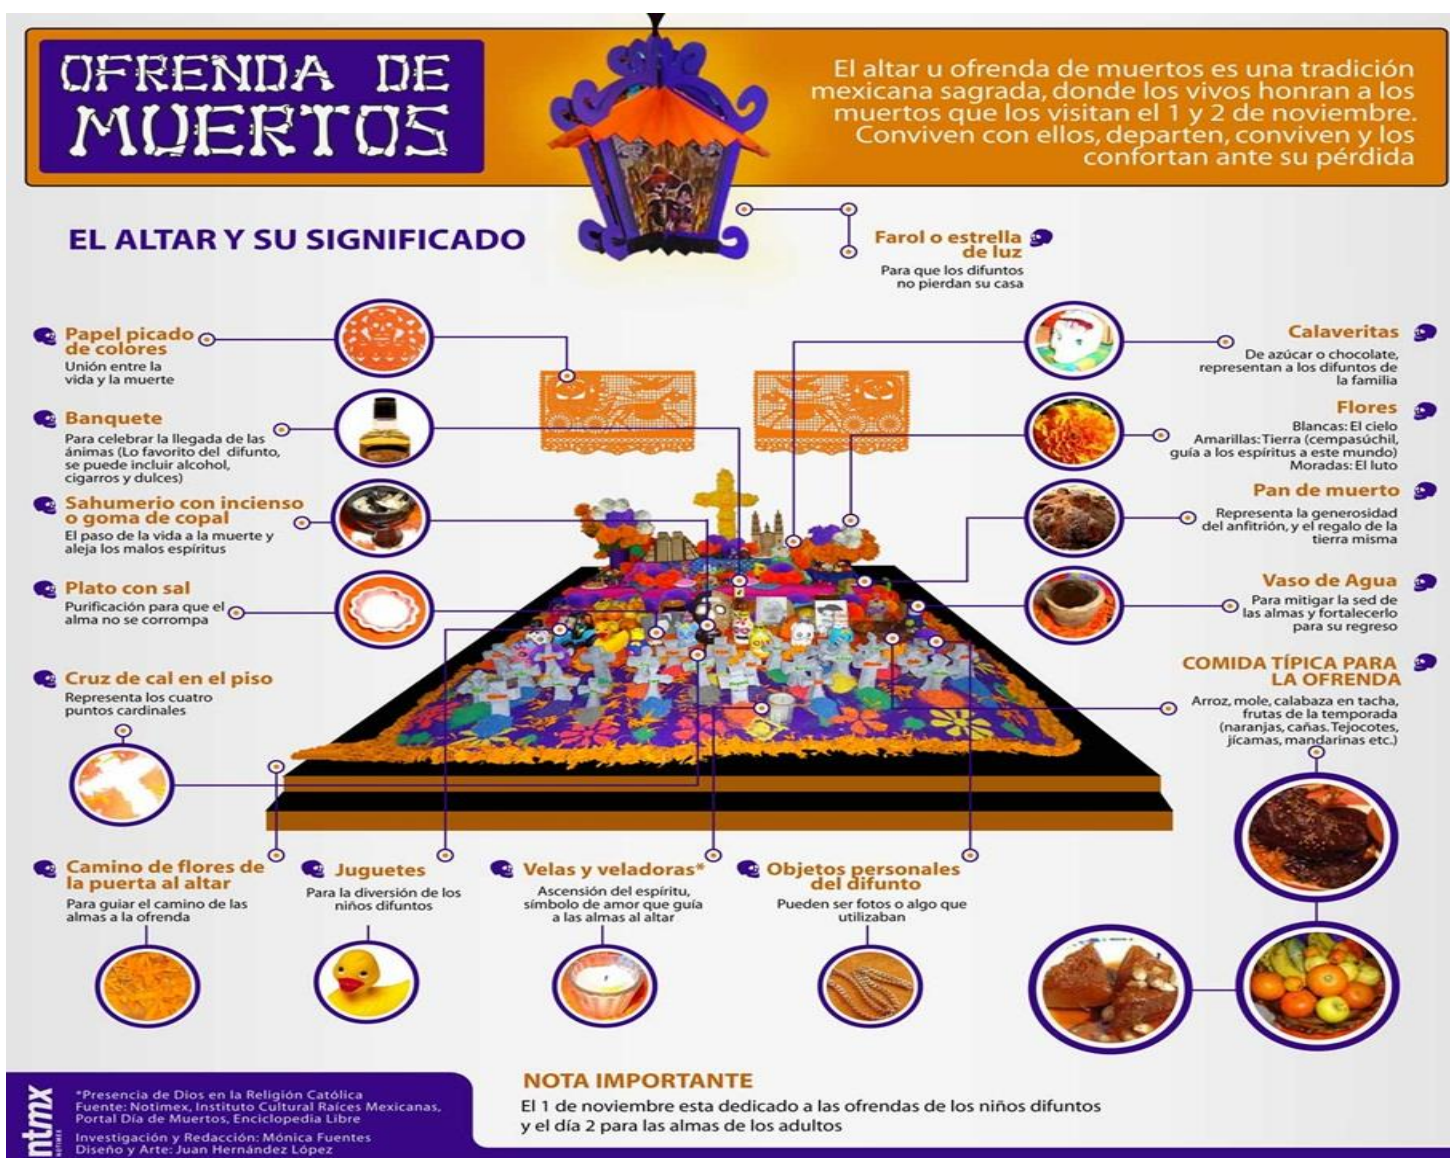 OFRENDA DE
MUERTOS
El altar u ofrenda de muertos es una tradición
mexicana sagrada, donde los vivos honran a los
muertos que los visitan el 1 y 2 de noviembre.
Conviven con ellos, departen, conviven y los
confortan ante su pérdida
EL ALTAR Y SU SIGNIFICADO
Farol o estrella
de luz
Para que los difuntos
no pierdan su casa
Papel picado
de colores
Unión entre la
vida y la muerte
Banquete
Para celebrar la llegada de las
ánimas (Lo favorito del difunto,
se puede incluir alcohol,
cigarros y dulces)
Sahumerio con incienso
o goma de copal
El paso de la vida a la muerte y
aleja los malos espíritus
Plato con sal
Purificación para que el
alma no se corrompa
Cruz de cal en el piso
Representa los cuatro
puntos cardinales
Calaveritas
De azúcar o chocolate,
representan a los difuntos de
la familia
Flores
Blancas: El cielo
Amarillas: Tierra (cempasúchil,
guía a los espíritus a este mundo)
Moradas: El luto
Pan de muerto
Representa la generosidad
del anfitrión, y el regalo de la
tierra misma
Vaso de Agua
Para mitigar la sed de
las almas y fortalecerlo
para su regreso
COMIDA TÍPICA PARA
LA OFRENDA
Arroz, mole, calabaza en tacha,
frutas de la temporada
(naranjas, cañas. Tejocotes,
jícamas, mandarinas etc.)
Camino de flores de
la puerta al altar
Para guiar el camino de las
almas a la ofrenda
Juguetes
Para la diversión de los
niños difuntos
Velas y veladoras*
Ascensión del espíritu,
símbolo de amor que guía
a las almas al altar
Objetos personales
del difunto
Pueden ser fotos o algo que
utilizaban
ntmx
NOTIMEX
*Presencia de Dios en la Religión Católica
Fuente: Notimex, Instituto Cultural Raíces Mexicanas,
Portal Día de Muertos, Enciclopedia Libre
Investigación y Redacción: Mónica Fuentes
Diseño y Arte: Juan Hernández López
NOTA IMPORTANTE
El 1 de noviembre esta dedicado a las ofrendas de los niños difuntos
y el día 2 para las almas de los adultos